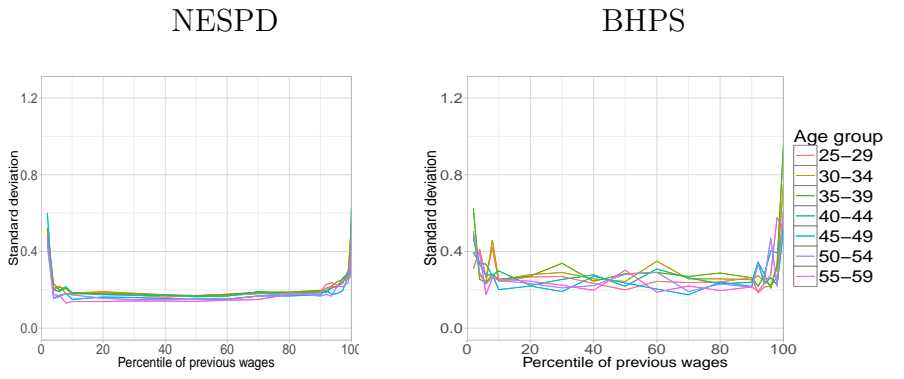 NESPD
BHPS
Standard deviation
1.2
0.8
0.4
0.0
0 20 40 60 80 100
Percentile of previous wages
Standard deviation
1.2
0.8
0.4
0.0
0 20 40 60 80 100
Percentile of previous wages
Age group
25−29
30−34
35−39
40−44
45−49
50−54
55−59